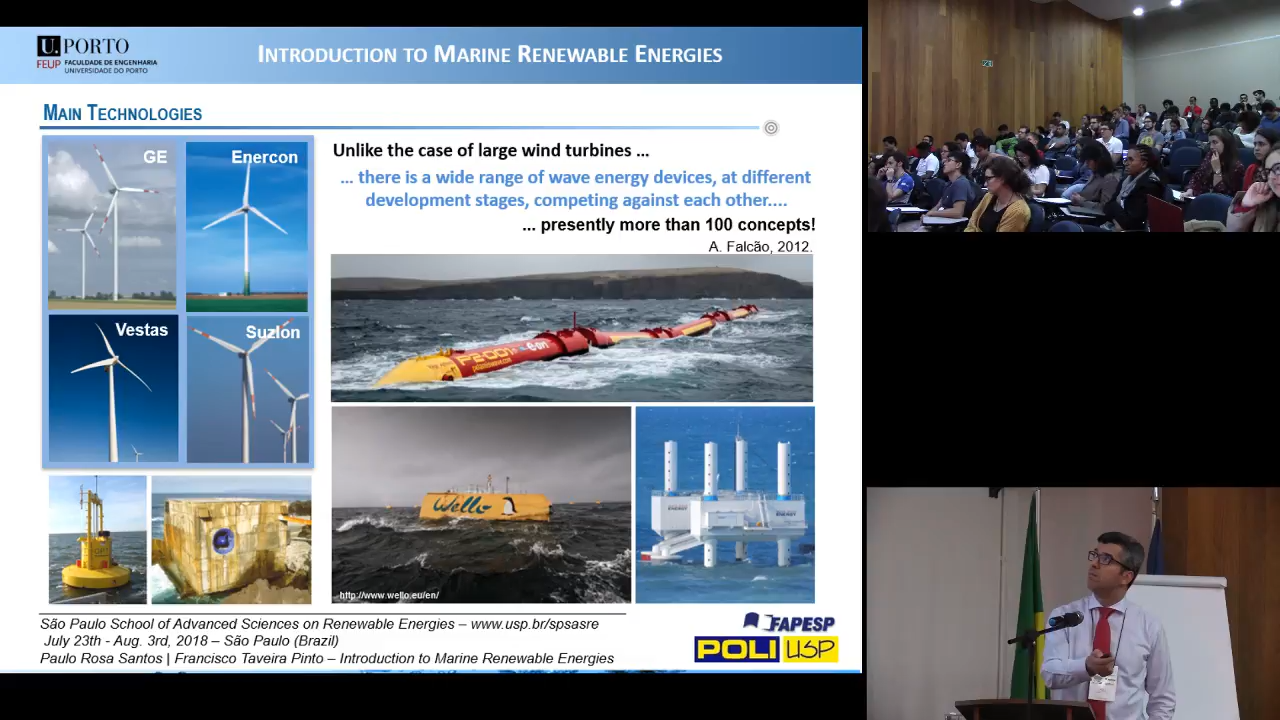 U.PORTO
FEUP FACULDADE DE ENGENHARIA
UNIVERSIDADE DO PORTO
INTRODUCTION TO MARINE RENEWABLE ENERGIES
MAIN TECHNOLOGIES
GE
Enercon
Vestas
Suzlon
Unlike the case of large wind turbines ...
... there is a wide range of wave energy devices, at different
development stages, competing against each other....
... presently more than 100 concepts!
A. Falcão, 2012.
e·on
Wello
ENERGY
ENERGY
http://www.wello.eu/en/
São Paulo School of Advanced Sciences on Renewable Energies – www.usp.br/spsasre
July 23th - Aug. 3rd, 2018 – São Paulo (Brazil)
Paulo Rosa Santos | Francisco Taveira Pinto – Introduction to Marine Renewable Energies
FAPESP
POLI USP